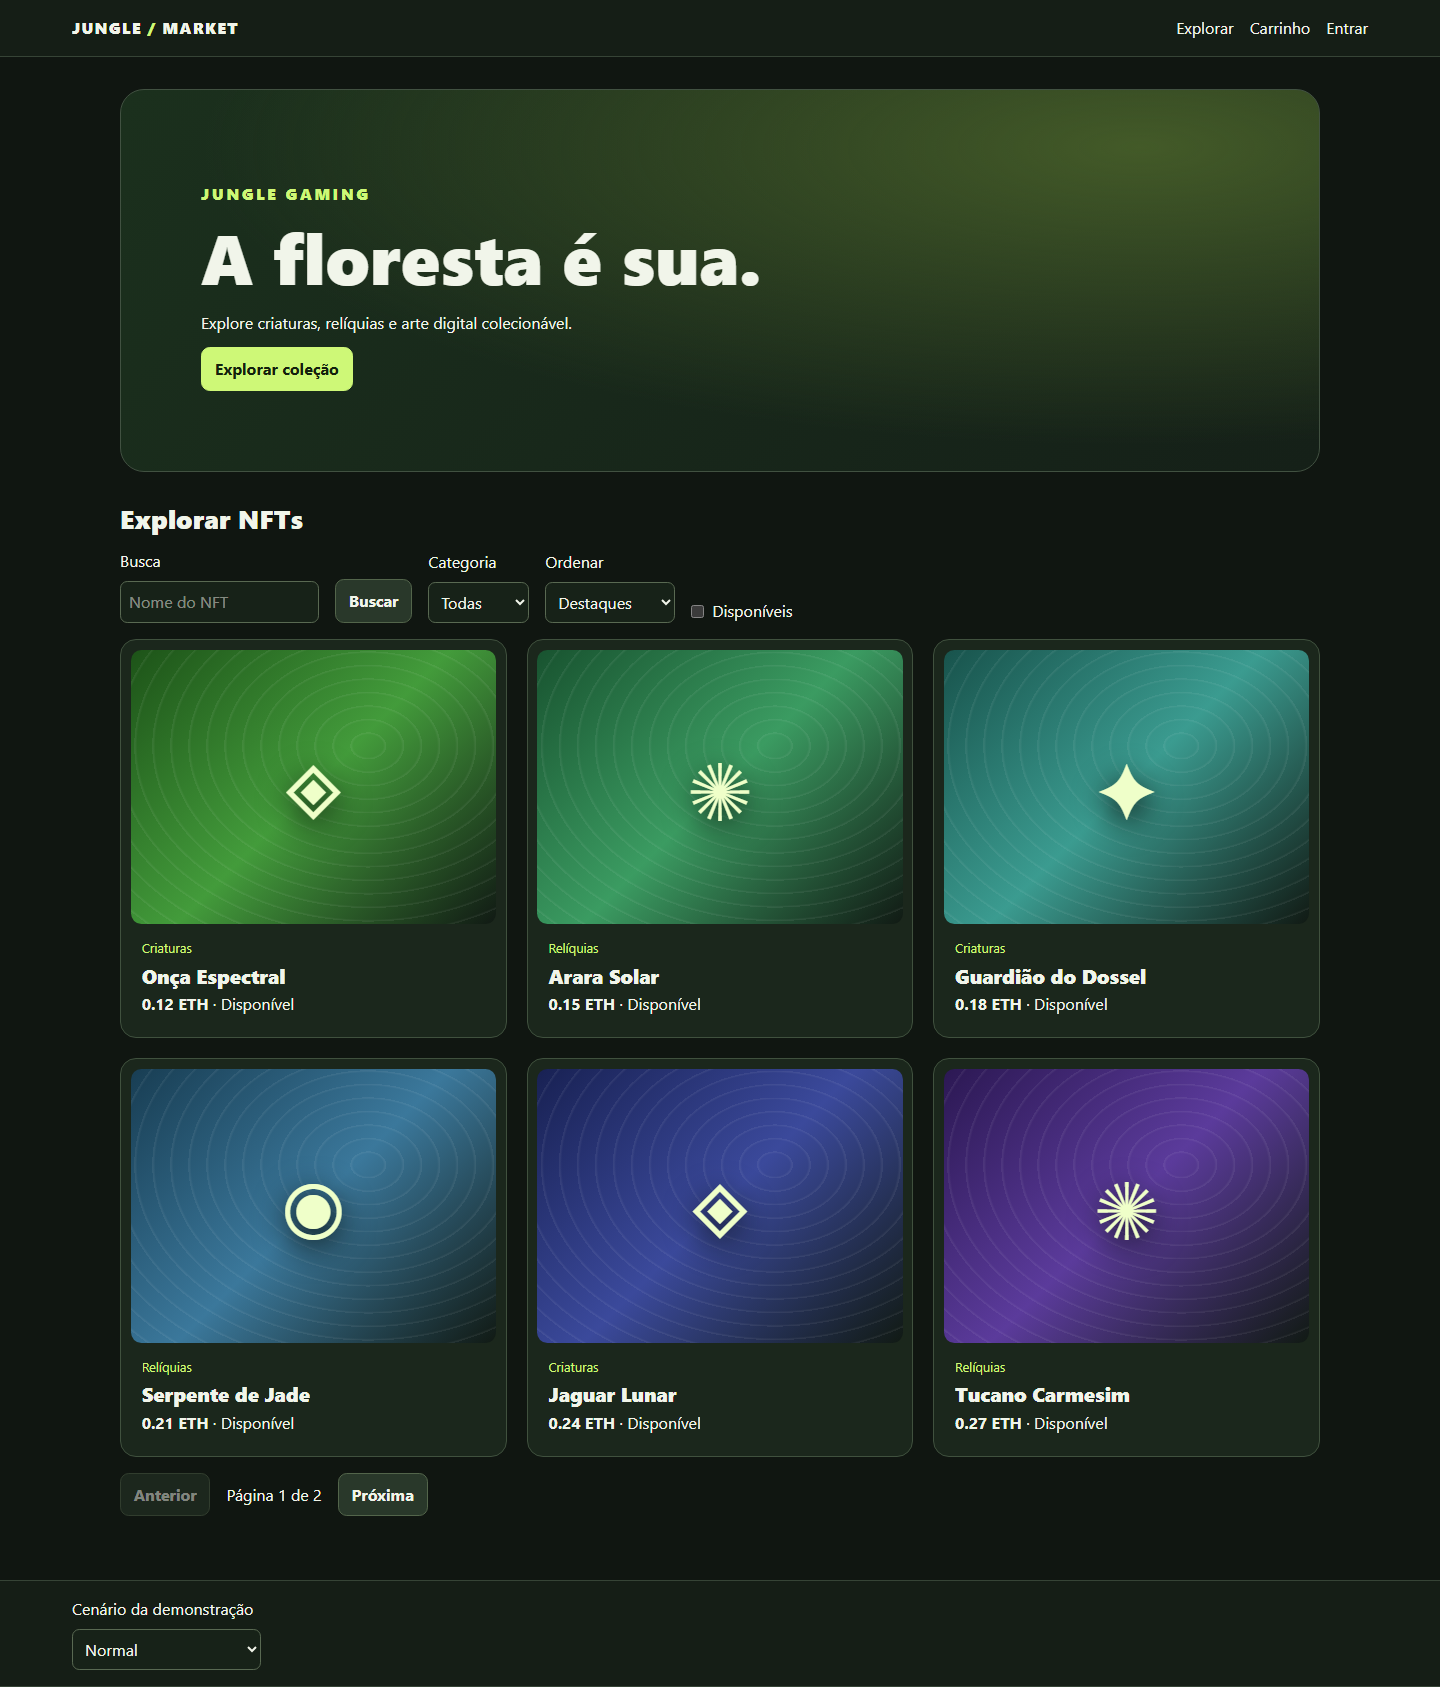 JUNGLE / MARKET
Explorar Carrinho Entrar
JUNGLE GAMING
A floresta é sua.
Explore criaturas, relíquias e arte digital colecionável.
Explorar coleção
Explorar NFTs
Busca
Categoria
Ordenar
Nome do NFT
Buscar
Todas
Destaques
Disponíveis
Criaturas
Onça Espectral
0.12 ETH · Disponível
Relíquias
Arara Solar
0.15 ETH · Disponível
Criaturas
Guardião do Dossel
0.18 ETH · Disponível
Relíquias
Serpente de Jade
0.21 ETH · Disponível
Criaturas
Jaguar Lunar
0.24 ETH · Disponível
Relíquias
Tucano Carmesim
0.27 ETH · Disponível
Anterior
Página 1 de 2
Próxima
Cenário da demonstração
Normal